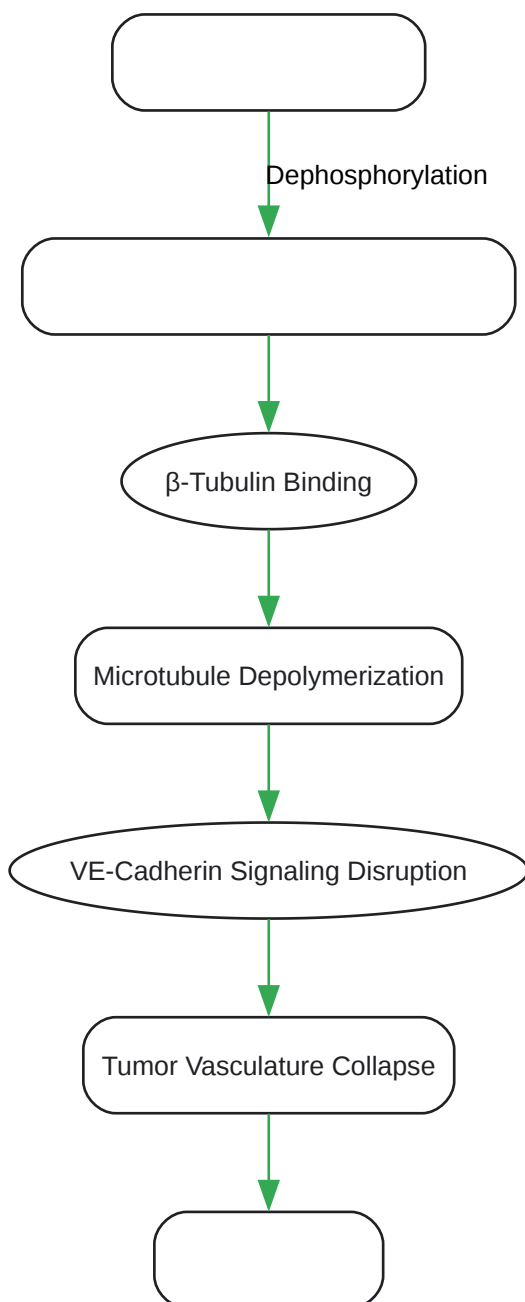 Dephosphorylation
β-Tubulin Binding
Microtubule Depolymerization
VE-Cadherin Signaling Disruption
Tumor Vasculature Collapse